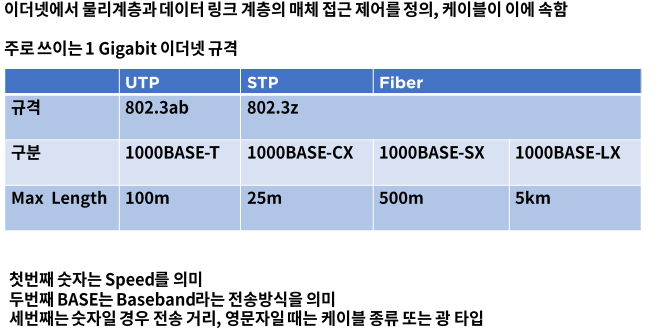 이더넷에서 물리계층과 데이터 링크 계층의 매체 접근 제어를 정의, 케이블이 이에 속함
주로 쓰이는 1 Gigabit 이더넷 규격
UTP STP Fiber
규격 802.3ab 802.3z
구분 1000BASE-T 1000BASE-CX 1000BASE-SX 1000BASE-LX
Max Length 100m 25m 500m 5km
첫번째 숫자는 Speed를 의미
두번째 BASE는 Baseband라는 전송방식을 의미
세번째는 숫자일 경우 전송 거리, 영문자일 때는 케이블 종류 또는 광 타입